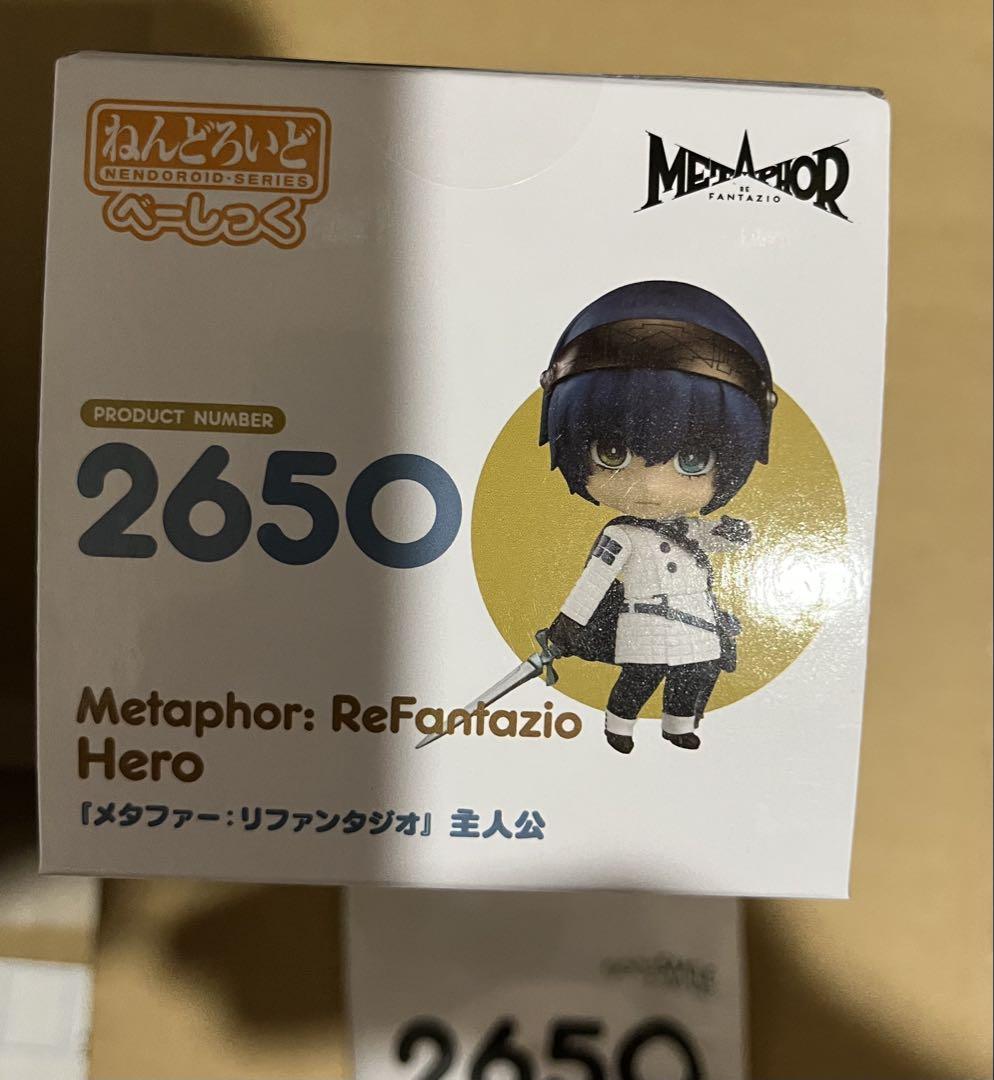 ねんどろいど
NENDOROID·SERIES
べーしっく
METAPHOR
RE
FANTAZIO
PRODUCT NUMBER
2650
Metaphor: ReFantazio
Hero
『メタファー：リファンタジオ』 主人公
2650